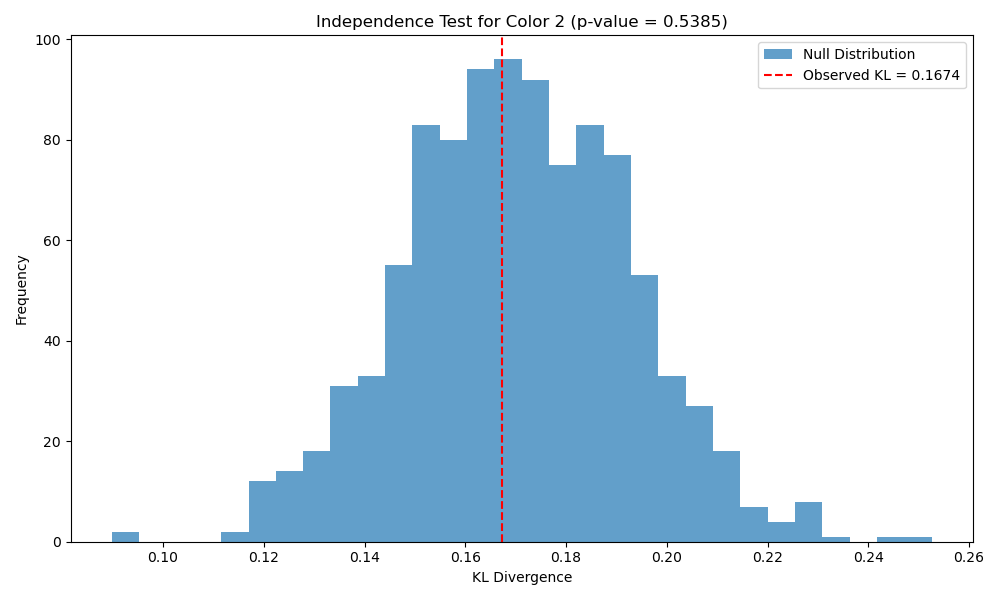 Independence Test for Color 2 (p-value = 0.5385)
Null Distribution
Observed KL = 0.1674
100
80
60
40
20
0
Frequency
0.10 0.12 0.14 0.16 0.18 0.20 0.22 0.24 0.26
KL Divergence